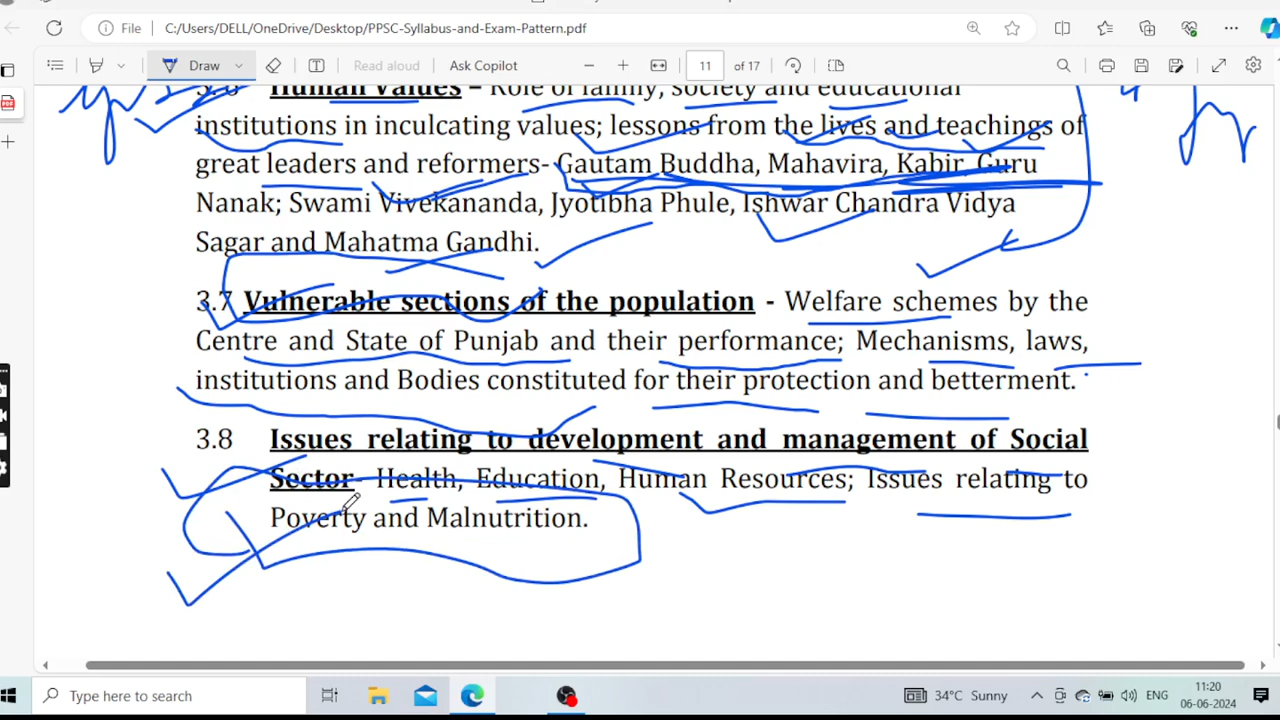 File C:/Users/DELL/OneDrive/Desktop/PPSC-Syllabus-and-Exam-Pattern.pdf
Draw Read aloud Ask Copilot 11 of 17
Human Values – Role of family, society and educational
institutions in inculcating values; lessons from the lives and teachings of
great leaders and reformers- Gautam Buddha, Mahavira, Kabir, Guru
Nanak; Swami Vivekananda, Jyotibha Phule, Ishwar Chandra Vidya
Sagar and Mahatma Gandhi.
3.7 Vulnerable sections of the population - Welfare schemes by the
Centre and State of Punjab and their performance; Mechanisms, laws,
institutions and Bodies constituted for their protection and betterment.
3.8 Issues relating to development and management of Social
Sector- Health, Education, Human Resources; Issues relating to
Poverty and Malnutrition.
Type here to search 34°C Sunny ENG 11:20
06-06-2024